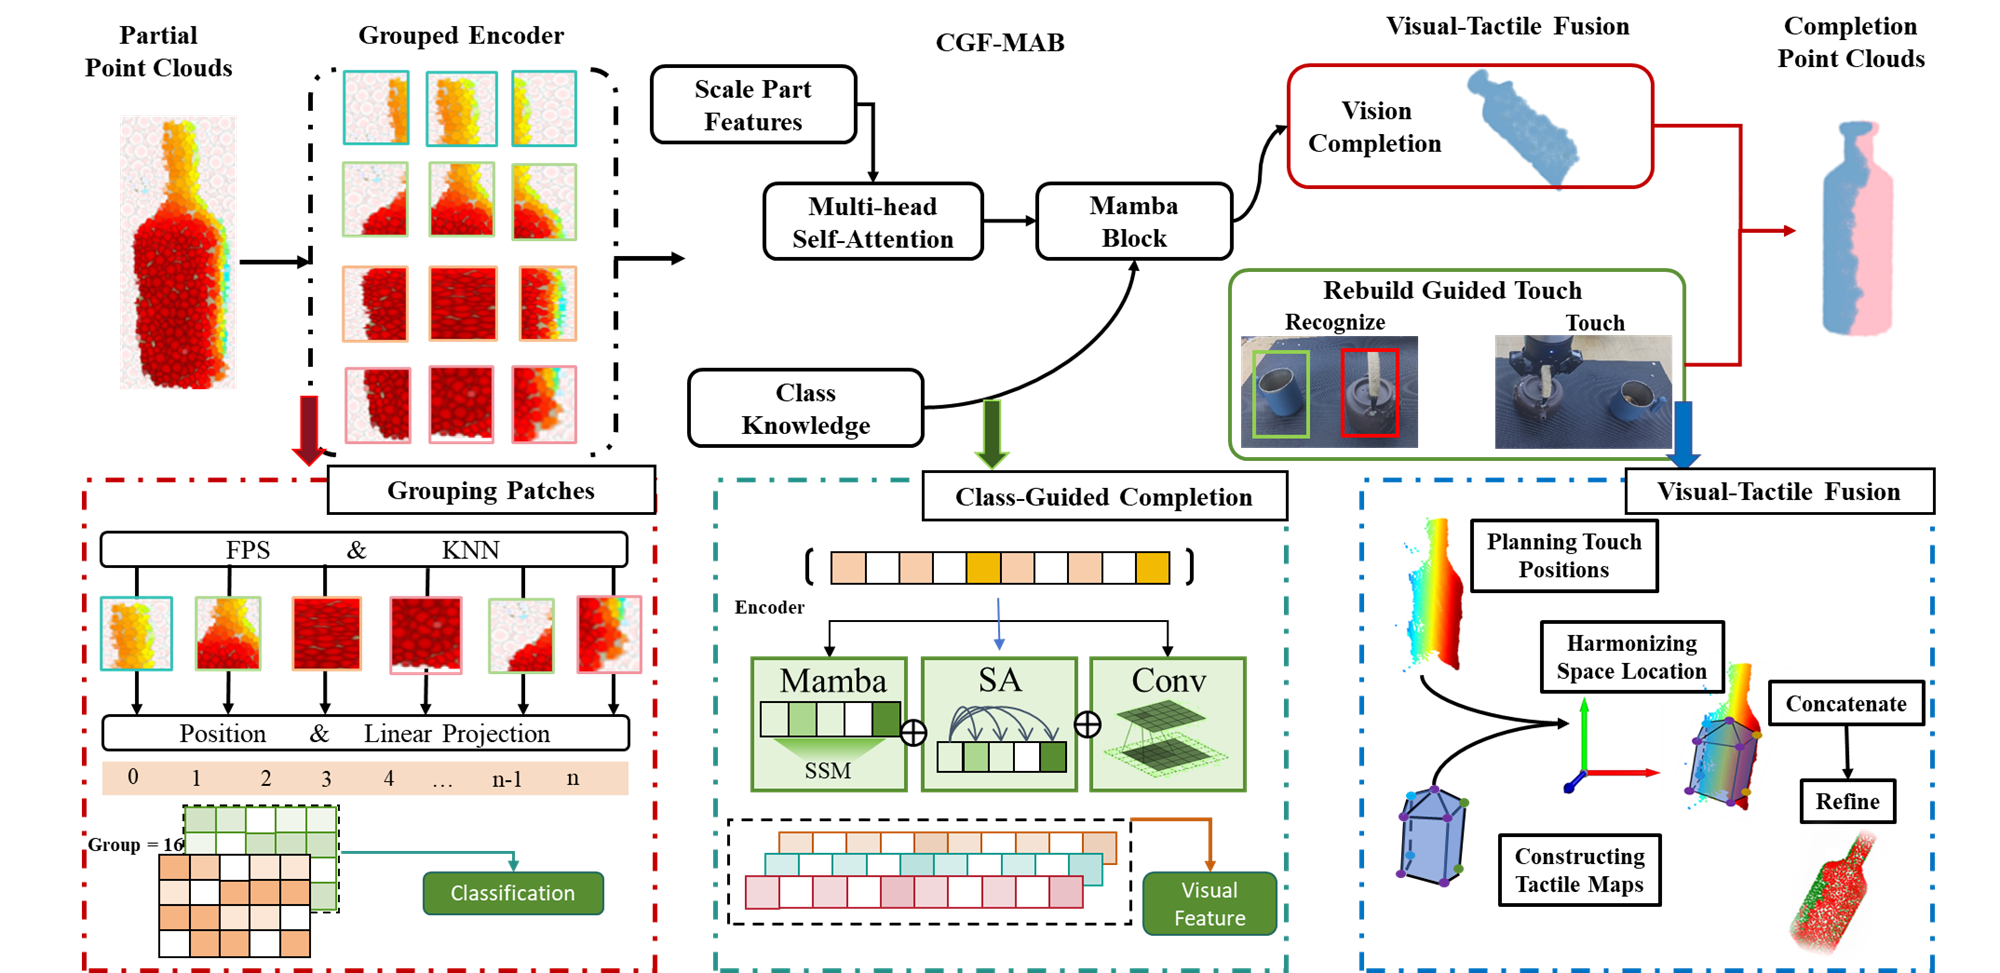 Partial
Point Clouds
Grouped Encoder
CGF-MAB
Visual-Tactile Fusion
Completion
Point Clouds
Scale Part
Features
Multi-head
Self-Attention
Mamba
Block
Class
Knowledge
Vision
Completion
Rebuild Guided Touch
Recognize
Touch
Grouping Patches
FPS & KNN
Position & Linear Projection
0 1 2 3 4 ... n-1 n
Group = 16
Classification
Class-Guided Completion
Encoder
Mamba
SSM
SA
Conv
Visual
Feature
Visual-Tactile Fusion
Planning Touch
Positions
Harmonizing
Space Location
Concatenate
Refine
Constructing
Tactile Maps